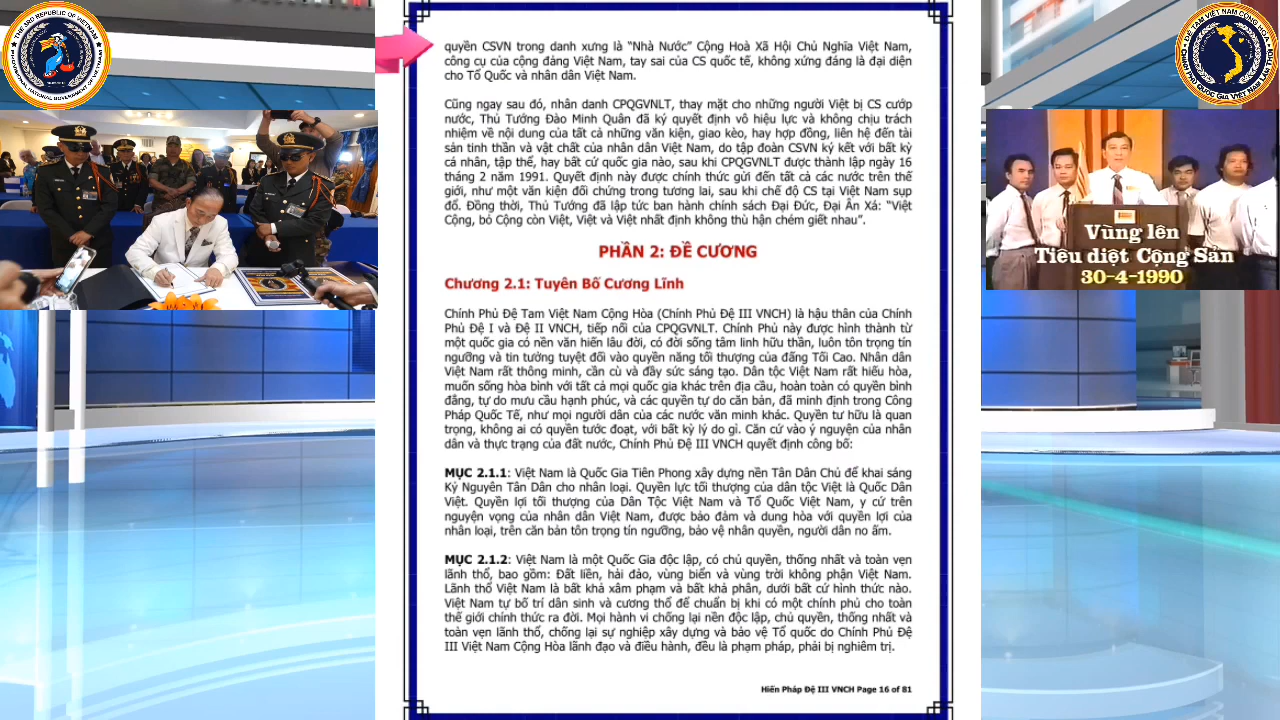 THE 3RD REPUBLIC OF VIETNAM
PROVISIONAL NATIONAL GOVERNMENT OF VIETNAM
quyền CSVN trong danh xưng là “Nhà Nước” Cộng Hoà Xã Hội Chủ Nghĩa Việt Nam,
công cụ của cộng đảng Việt Nam, tay sai của CS quốc tế, không xứng đáng là đại diện
cho Tổ Quốc và nhân dân Việt Nam.
Cũng ngay sau đó, nhân danh CPQGVNLT, thay mặt cho những người Việt bị CS cướp
nước, Thủ Tướng Đào Minh Quân đã ký quyết định vô hiệu lực và không chịu trách
nhiệm về nội dung của tất cả những văn kiện, giao kèo, hay hợp đồng, liên hệ đến tài
sản tinh thần và vật chất của nhân dân Việt Nam, do tập đoàn CSVN ký kết với bất kỳ
cá nhân, tập thể, hay bất cứ quốc gia nào, sau khi CPQGVNLT được thành lập ngày 16
tháng 2 năm 1991. Quyết định này được chính thức gửi đến tất cả các nước trên thế
giới, như một văn kiện đối chứng trong tương lai, sau khi chế độ CS tại Việt Nam sụp
đổ. Đồng thời, Thủ Tướng đã lập tức ban hành chính sách Đại Đức, Đại Ân Xá: “Việt
Cộng, bỏ Cộng còn Việt, Việt và Việt nhất định không thù hận chém giết nhau”.
PHẦN 2: ĐỀ CƯƠNG
Chương 2.1: Tuyên Bố Cương Lĩnh
Chính Phủ Đệ Tam Việt Nam Cộng Hòa (Chính Phủ Đệ III VNCH) là hậu thân của Chính
Phủ Đệ I và Đệ II VNCH, tiếp nối của CPQGVNLT. Chính Phủ này được hình thành từ
một quốc gia có nền văn hiến lâu đời, có đời sống tâm linh hữu thần, luôn tôn trọng tín
ngưỡng và tin tưởng tuyệt đối vào quyền năng tối thượng của đấng Tối Cao. Nhân dân
Việt Nam rất thông minh, cần cù và đầy sức sáng tạo. Dân tộc Việt Nam rất hiếu hòa,
muốn sống hòa bình với tất cả mọi quốc gia khác trên địa cầu, hoàn toàn có quyền bình
đẳng, tự do mưu cầu hạnh phúc, và các quyền tự do căn bản, đã minh định trong Công
Pháp Quốc Tế, như mọi người dân của các nước văn minh khác. Quyền tư hữu là quan
trọng, không ai có quyền tước đoạt, với bất kỳ lý do gì. Căn cứ vào ý nguyện của nhân
dân và thực trạng của đất nước, Chính Phủ Đệ III VNCH quyết định công bố:
MỤC 2.1.1: Việt Nam là Quốc Gia Tiên Phong xây dựng nền Tân Dân Chủ để khai sáng
Kỷ Nguyên Tân Dân cho nhân loại. Quyền lực tối thượng của dân tộc Việt là Quốc Dân
Việt. Quyền lợi tối thượng của Dân Tộc Việt Nam và Tổ Quốc Việt Nam, y cứ trên
nguyện vọng của nhân dân Việt Nam, được bảo đảm và dung hòa với quyền lợi của
nhân loại, trên căn bản tôn trọng tín ngưỡng, bảo vệ nhân quyền, người dân no ấm.
MỤC 2.1.2: Việt Nam là một Quốc Gia độc lập, có chủ quyền, thống nhất và toàn vẹn
lãnh thổ, bao gồm: Đất liền, hải đảo, vùng biển và vùng trời không phận Việt Nam.
Lãnh thổ Việt Nam là bất khả xâm phạm và bất khả phân, dưới bất cứ hình thức nào.
Việt Nam tự bố trí dân sinh và cương thổ để chuẩn bị khi có một chính phủ cho toàn
thế giới chính thức ra đời. Mọi hành vi chống lại nền độc lập, chủ quyền, thống nhất và
toàn vẹn lãnh thổ, chống lại sự nghiệp xây dựng và bảo vệ Tổ quốc do Chính Phủ Đệ
III Việt Nam Cộng Hòa lãnh đạo và điều hành, đều là phạm pháp, phải bị nghiêm trị.
Hiến Pháp Đệ III VNCH Page 16 of 81
Vùng lên
Tiêu diệt Cộng Sản
30-4-1990